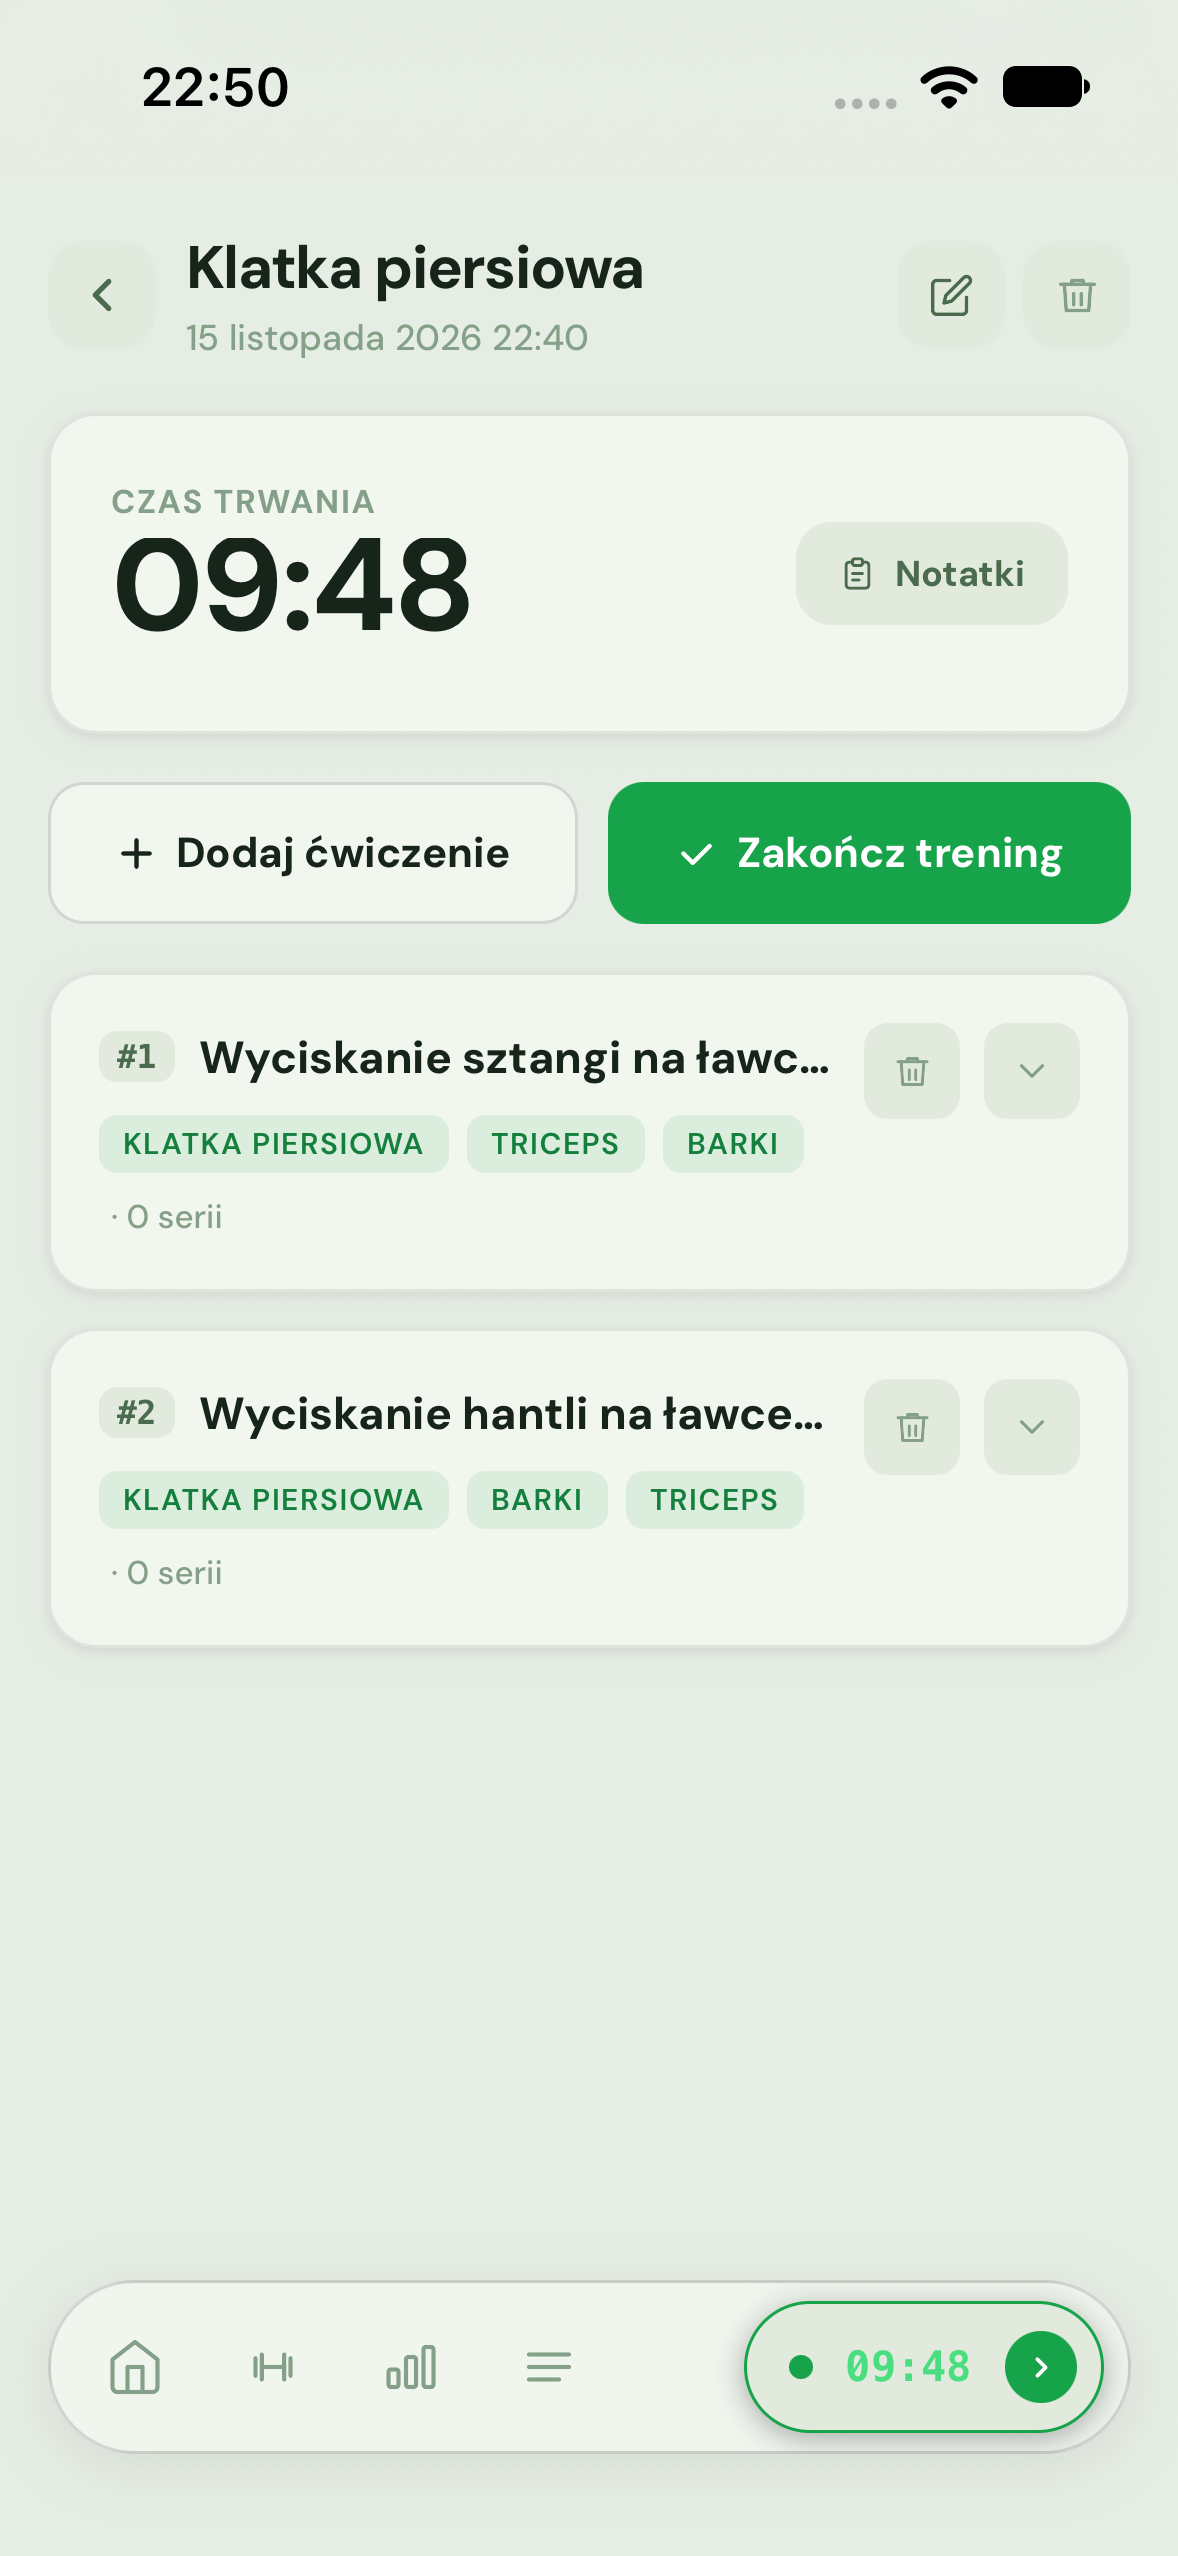 22:50
Klatka piersiowa
15 listopada 2026 22:40
CZAS TRWANIA
09:48
Notatki
Dodaj ćwiczenie
Zakończ trening
#1 Wyciskanie sztangi na ławc...
KLATKA PIERSIOWA TRICEPS BARKI
· 0 serii
#2 Wyciskanie hantli na ławce...
KLATKA PIERSIOWA BARKI TRICEPS
· 0 serii
09:48